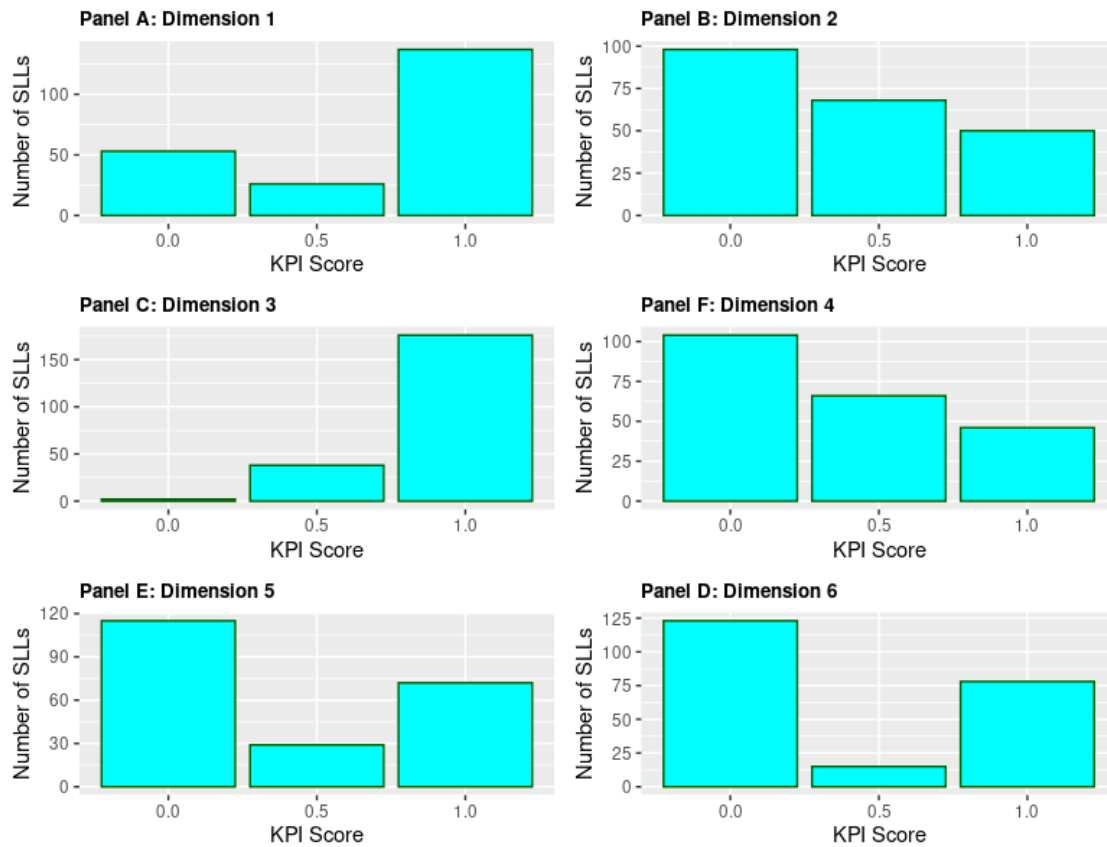 Panel A: Dimension 1
Number of SLLs
100
50
0
0.0 0.5 1.0
KPI Score
Panel B: Dimension 2
Number of SLLs
100
75
50
25
0
0.0 0.5 1.0
KPI Score
Panel C: Dimension 3
Number of SLLs
150
100
50
0
0.0 0.5 1.0
KPI Score
Panel F: Dimension 4
Number of SLLs
100
75
50
25
0
0.0 0.5 1.0
KPI Score
Panel E: Dimension 5
Number of SLLs
120
90
60
30
0
0.0 0.5 1.0
KPI Score
Panel D: Dimension 6
Number of SLLs
125
100
75
50
25
0
0.0 0.5 1.0
KPI Score